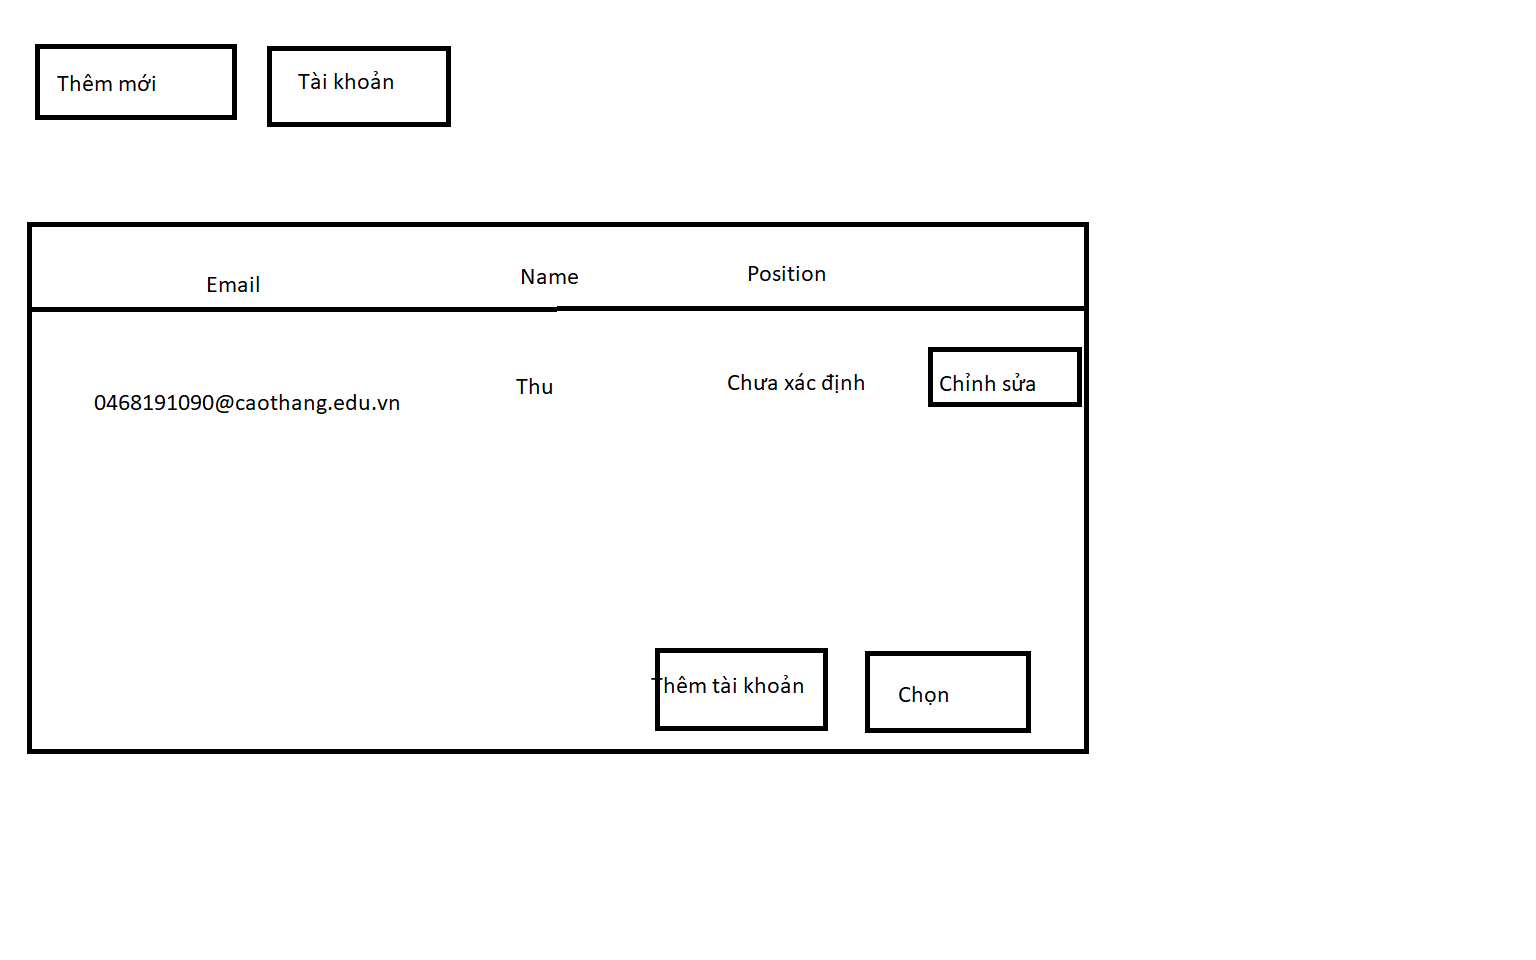 Thêm mới
Tài khoản
Email
Name
Position
0468191090@caothang.edu.vn
Thu
Chưa xác định
Chỉnh sửa
Thêm tài khoản
Chọn